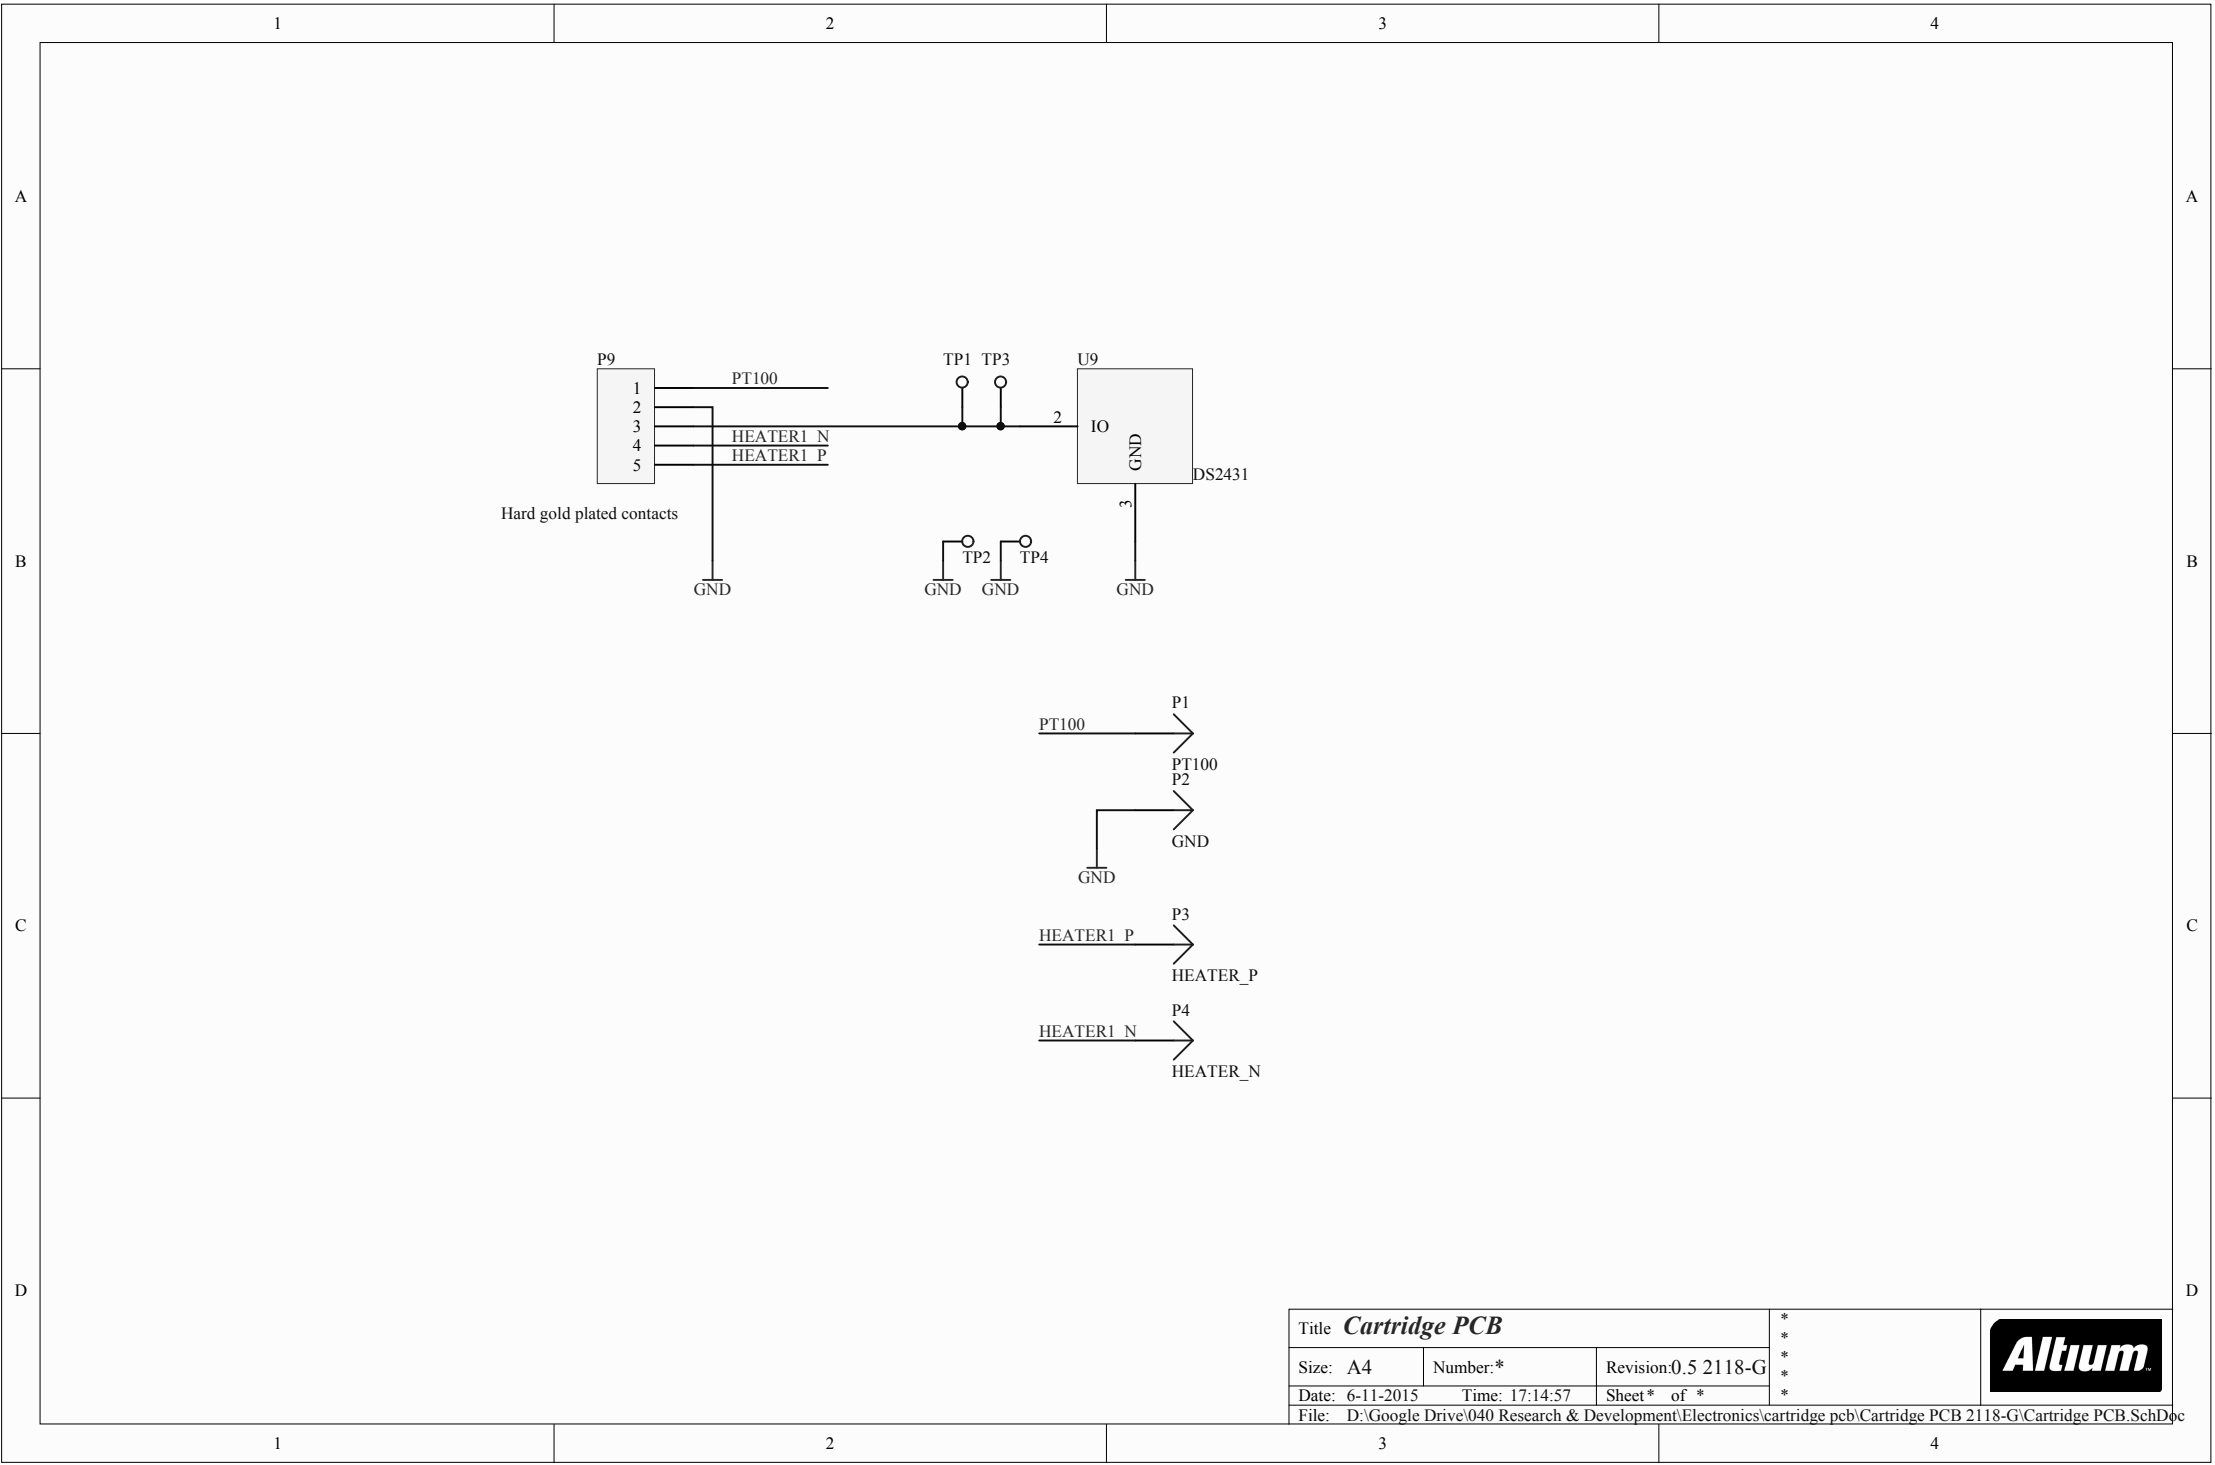 1 2 3 4
A A
P9 TP1 TP3 U9
1 PT100
2
3 2 IO
4 HEATER1_N
5 HEATER1_P
GND
DS2431
3
Hard gold plated contacts
TP2 TP4
B B
GND GND GND GND
P1
PT100
PT100
P2
GND
GND
C C
P3
HEATER1_P
HEATER_P
P4
HEATER1_N
HEATER_N
D D
Title Cartridge PCB *
*
Size: A4 Number:* Revision:0.5 2118-G *
*
Date: 6-11-2015 Time: 17:14:57 Sheet * of * *
File: D:\Google Drive\040 Research & Development\Electronics\cartridge pcb\Cartridge PCB 2118-G\Cartridge PCB.SchDoc
Altium™
1 2 3 4